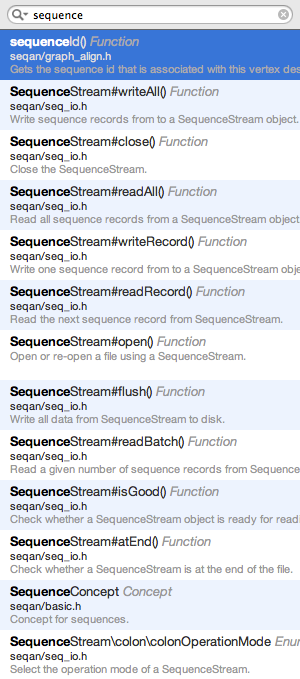 sequence
sequenceId() Function
seqan/graph_align.h
Gets the sequence id that is associated with this vertex des
SequenceStream#writeAll() Function
seqan/seq_io.h
Write sequence records from to a SequenceStream object.
SequenceStream#close() Function
seqan/seq_io.h
Close the SequenceStream.
SequenceStream#readAll() Function
seqan/seq_io.h
Read all sequence records from a SequenceStream object
SequenceStream#writeRecord() Function
seqan/seq_io.h
Write one sequence record from to a SequenceStream obje
SequenceStream#readRecord() Function
seqan/seq_io.h
Read the next sequence record from SequenceStream.
SequenceStream#open() Function
Open or re-open a file using a SequenceStream.
SequenceStream#flush() Function
seqan/seq_io.h
Write all data from SequenceStream to disk.
SequenceStream#readBatch() Function
seqan/seq_io.h
Read a given number of sequence records from Sequence
SequenceStream#isGood() Function
seqan/seq_io.h
Check whether a SequenceStream object is ready for readi
SequenceStream#atEnd() Function
seqan/seq_io.h
Check whether a SequenceStream is at the end of the file.
SequenceConcept Concept
seqan/basic.h
Concept for sequences.
SequenceStream\colon\colonOperationMode Enum
seqan/seq_io.h
Select the operation mode of a SequenceStream.